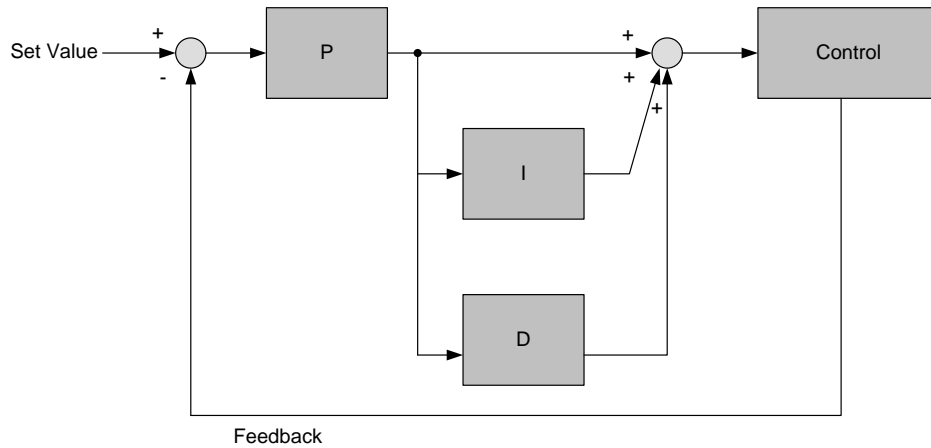 Set Value
+
-
P
+
+
+
Control
I
D
Feedback